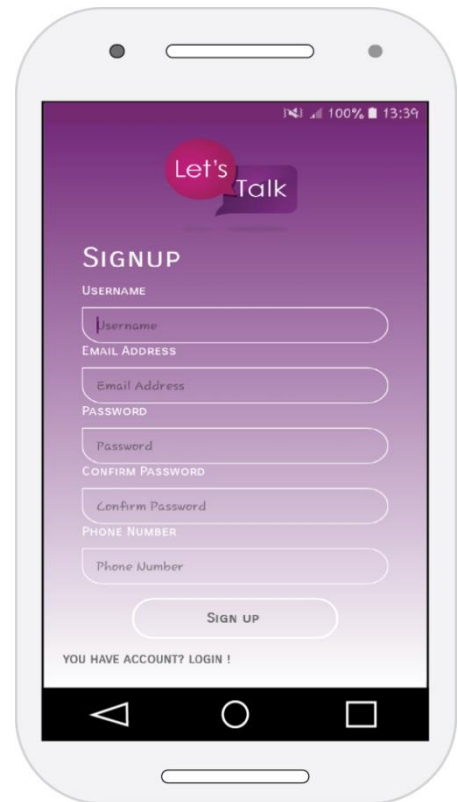 100% 13:39
Let's
Talk
SIGNUP
USERNAME
Username
EMAIL ADDRESS
Email Address
PASSWORD
Password
CONFIRM PASSWORD
Confirm Password
PHONE NUMBER
Phone Number
SIGN UP
YOU HAVE ACCOUNT? LOGIN !